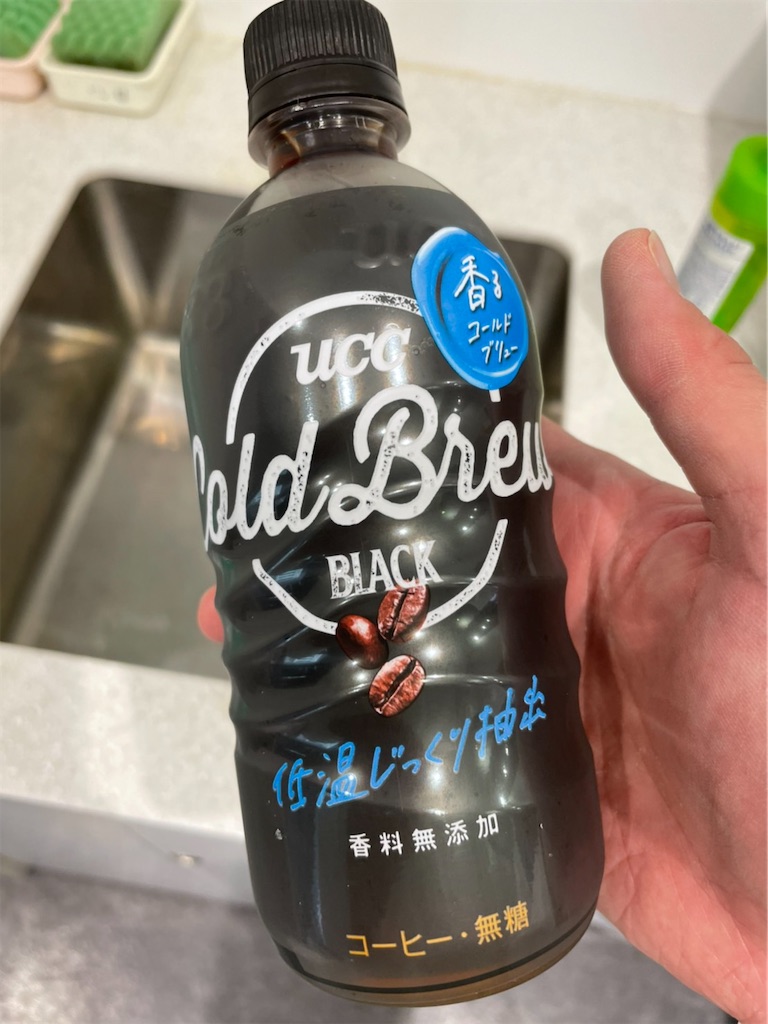 香る
コールド
ブリュー
ucc
Cold Brew
BLACK
低温じっくり抽出
香料無添加
コーヒー・無糖